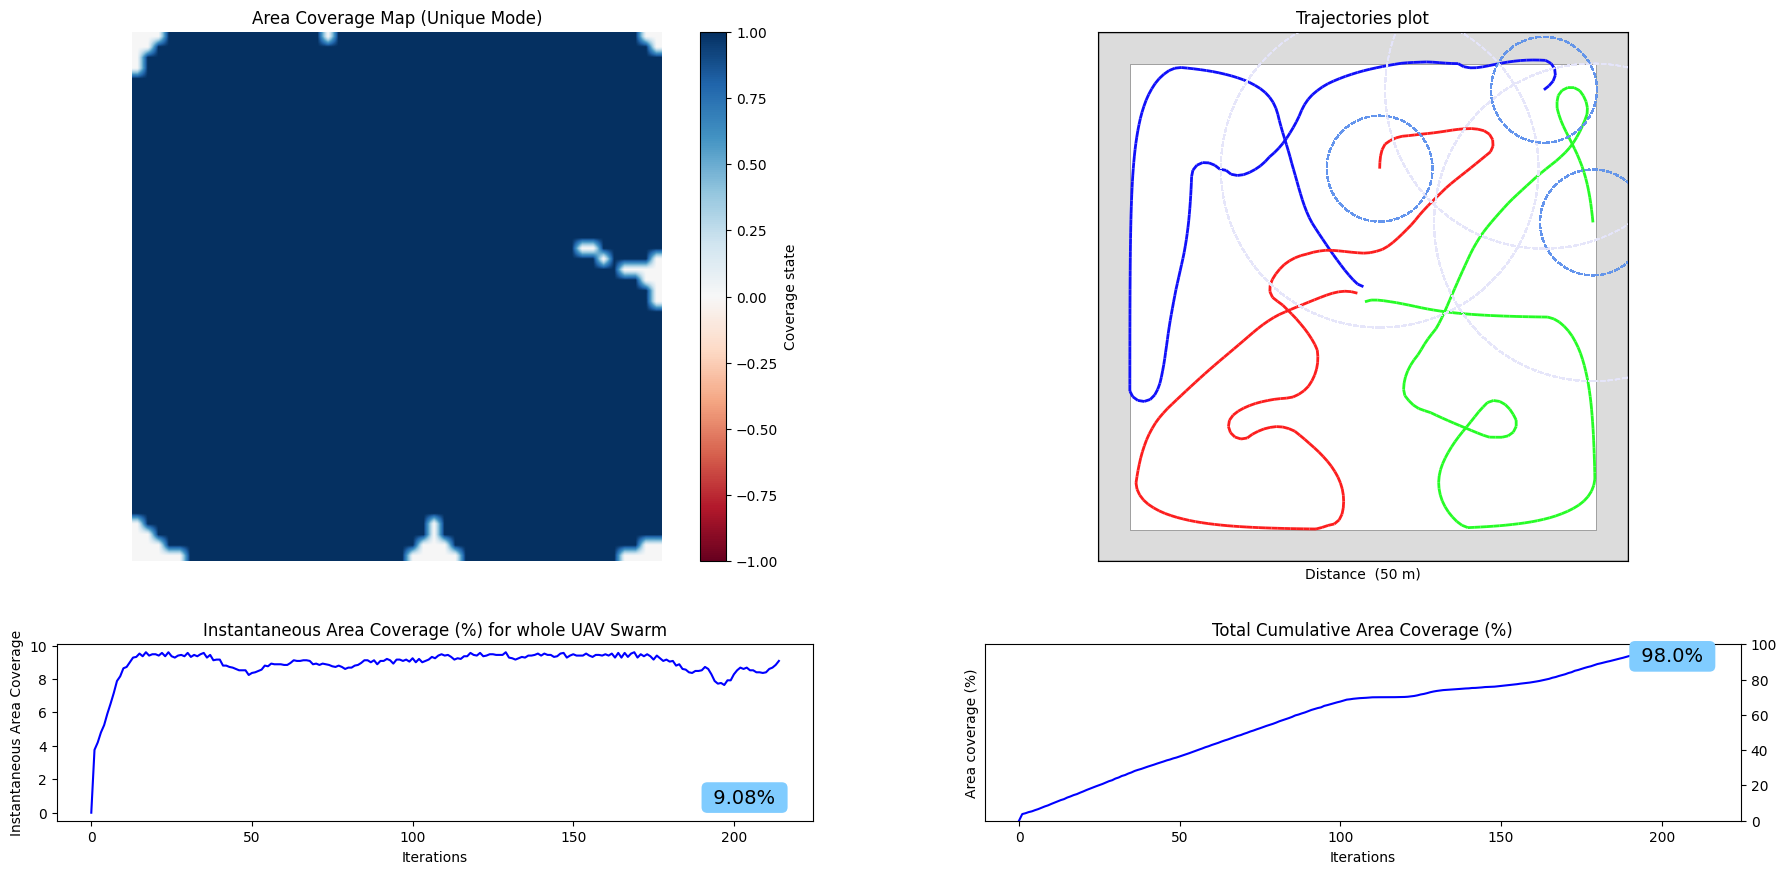 Area Coverage Map (Unique Mode)
1.00
0.75
0.50
0.25
0.00
−0.25
−0.50
−0.75
−1.00
Coverage state
Trajectories plot
Distance  (50 m)
Instantaneous Area Coverage (%) for whole UAV Swarm
Instantaneous Area Coverage
10
8
6
4
2
0
9.08%
0 50 100 150 200
Iterations
Total Cumulative Area Coverage (%)
Area coverage (%)
98.0%
100
80
60
40
20
0
0 50 100 150 200
Iterations